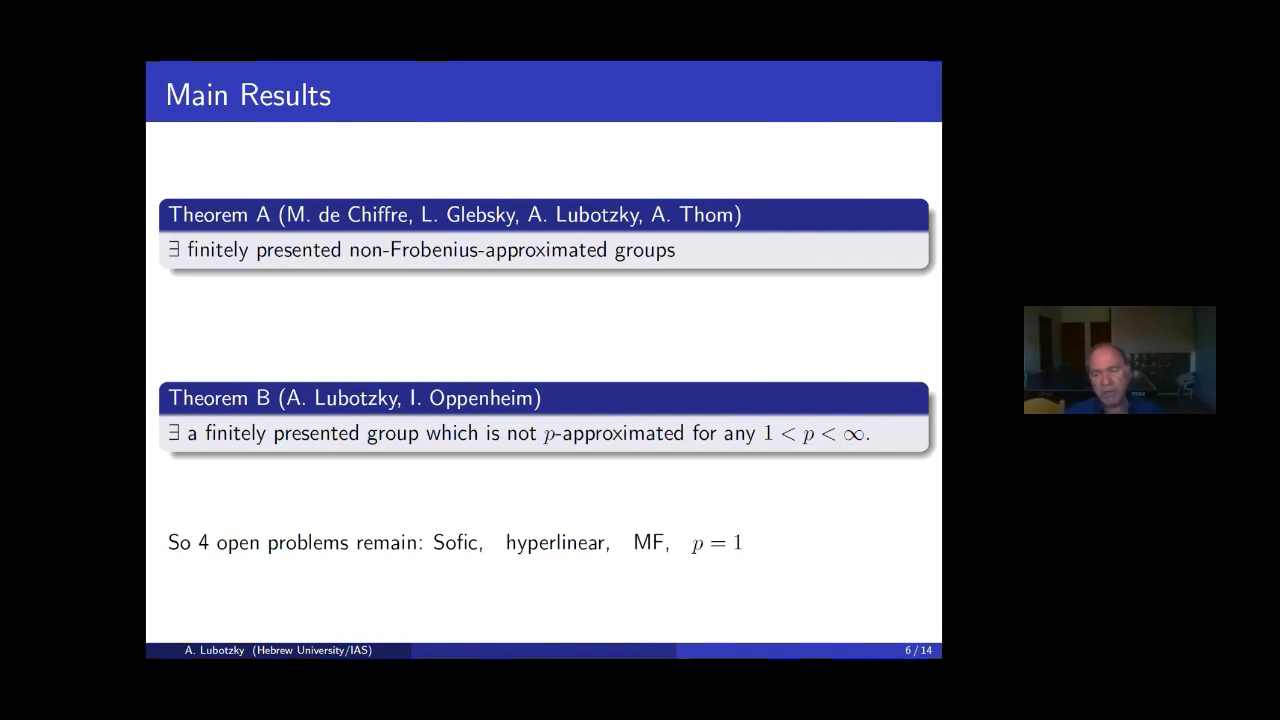 Main Results
Theorem A (M. de Chiffre, L. Glebsky, A. Lubotzky, A. Thom)
∃ finitely presented non-Frobenius-approximated groups
Theorem B (A. Lubotzky, I. Oppenheim)
∃ a finitely presented group which is not p-approximated for any 1 < p < ∞.
So 4 open problems remain: Sofic, hyperlinear, MF, p = 1
A. Lubotzky (Hebrew University/IAS) 6 / 14